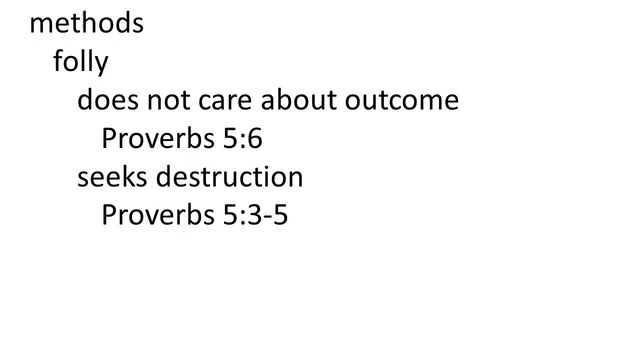 methods
folly
does not care about outcome
Proverbs 5:6
seeks destruction
Proverbs 5:3-5